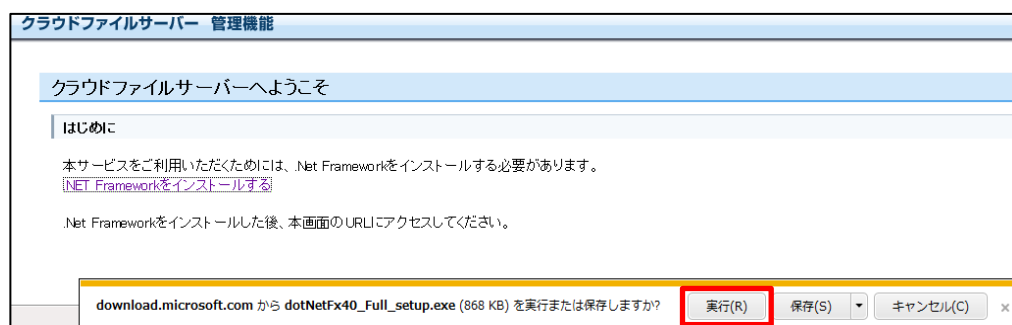 クラウドファイルサーバー 管理機能
クラウドファイルサーバーへようこそ
はじめに
本サービスをご利用いただくためには、.Net Frameworkをインストールする必要があります。
.NET Frameworkをインストールする
.Net Frameworkをインストールした後、本画面のURLにアクセスしてください。
download.microsoft.com から dotNetFx40_Full_setup.exe (868 KB) を実行または保存しますか?
実行(R)
保存(S)
キャンセル(C)